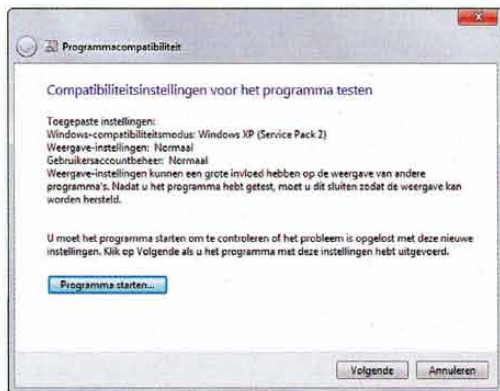 Programmacompatibiliteit
Compatibiliteitsinstellingen voor het programma testen
Toegepaste instellingen:
Windows-compatibiliteitsmodus: Windows XP (Service Pack 2)
Weergave-instellingen: Normaal
Gebruikersaccountbeheer: Normaal
Weergave-instellingen kunnen een grote invloed hebben op de weergave van andere
programma's. Nadat u het programma hebt getest, moet u dit sluiten zodat de weergave kan
worden hersteld.
U moet het programma starten om te controleren of het probleem is opgelost met deze nieuwe
instellingen. Klik op Volgende als u het programma met deze instellingen hebt uitgevoerd.
Programma starten...
Volgende Annuleren